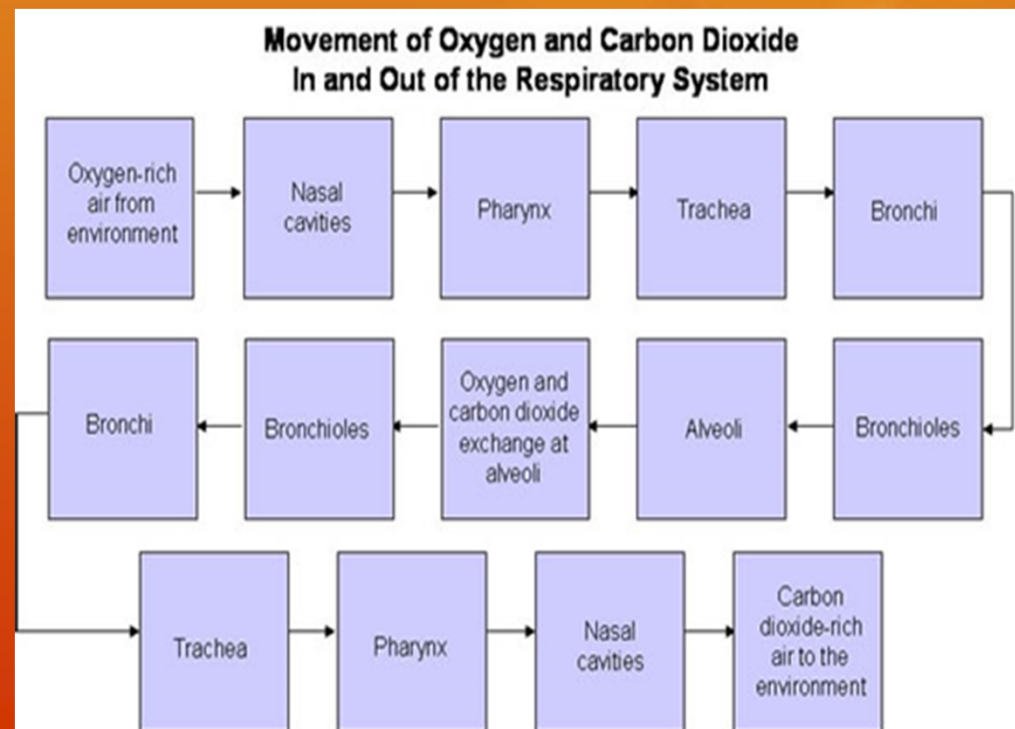 Movement of Oxygen and Carbon Dioxide
In and Out of the Respiratory System
Oxygen-rich
air from
environment
Nasal
cavities
Pharynx
Trachea
Bronchi
Bronchi
Bronchioles
Oxygen and
carbon dioxide
exchange at
alveoli
Alveoli
Bronchioles
Trachea
Pharynx
Nasal
cavities
Carbon
dioxide-rich
air to the
environment